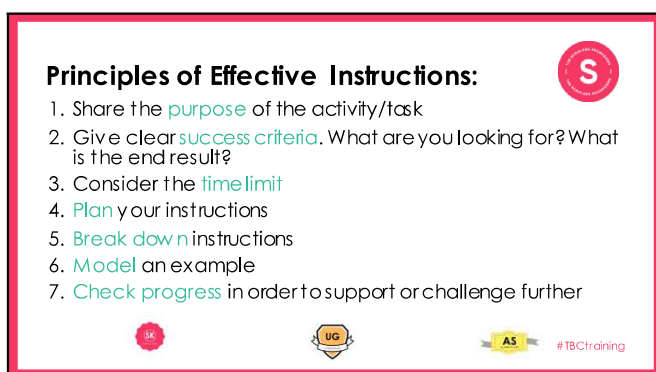 Principles of Effective Instructions:
S
1. Share the purpose of the activity/task
2. Give clear success criteria. What are you looking for? What
is the end result?
3. Consider the time limit
4. Plan your instructions
5. Break down instructions
6. Model an example
7. Check progress in order to support or challenge further
SK
UG
AS
#TBCtraining